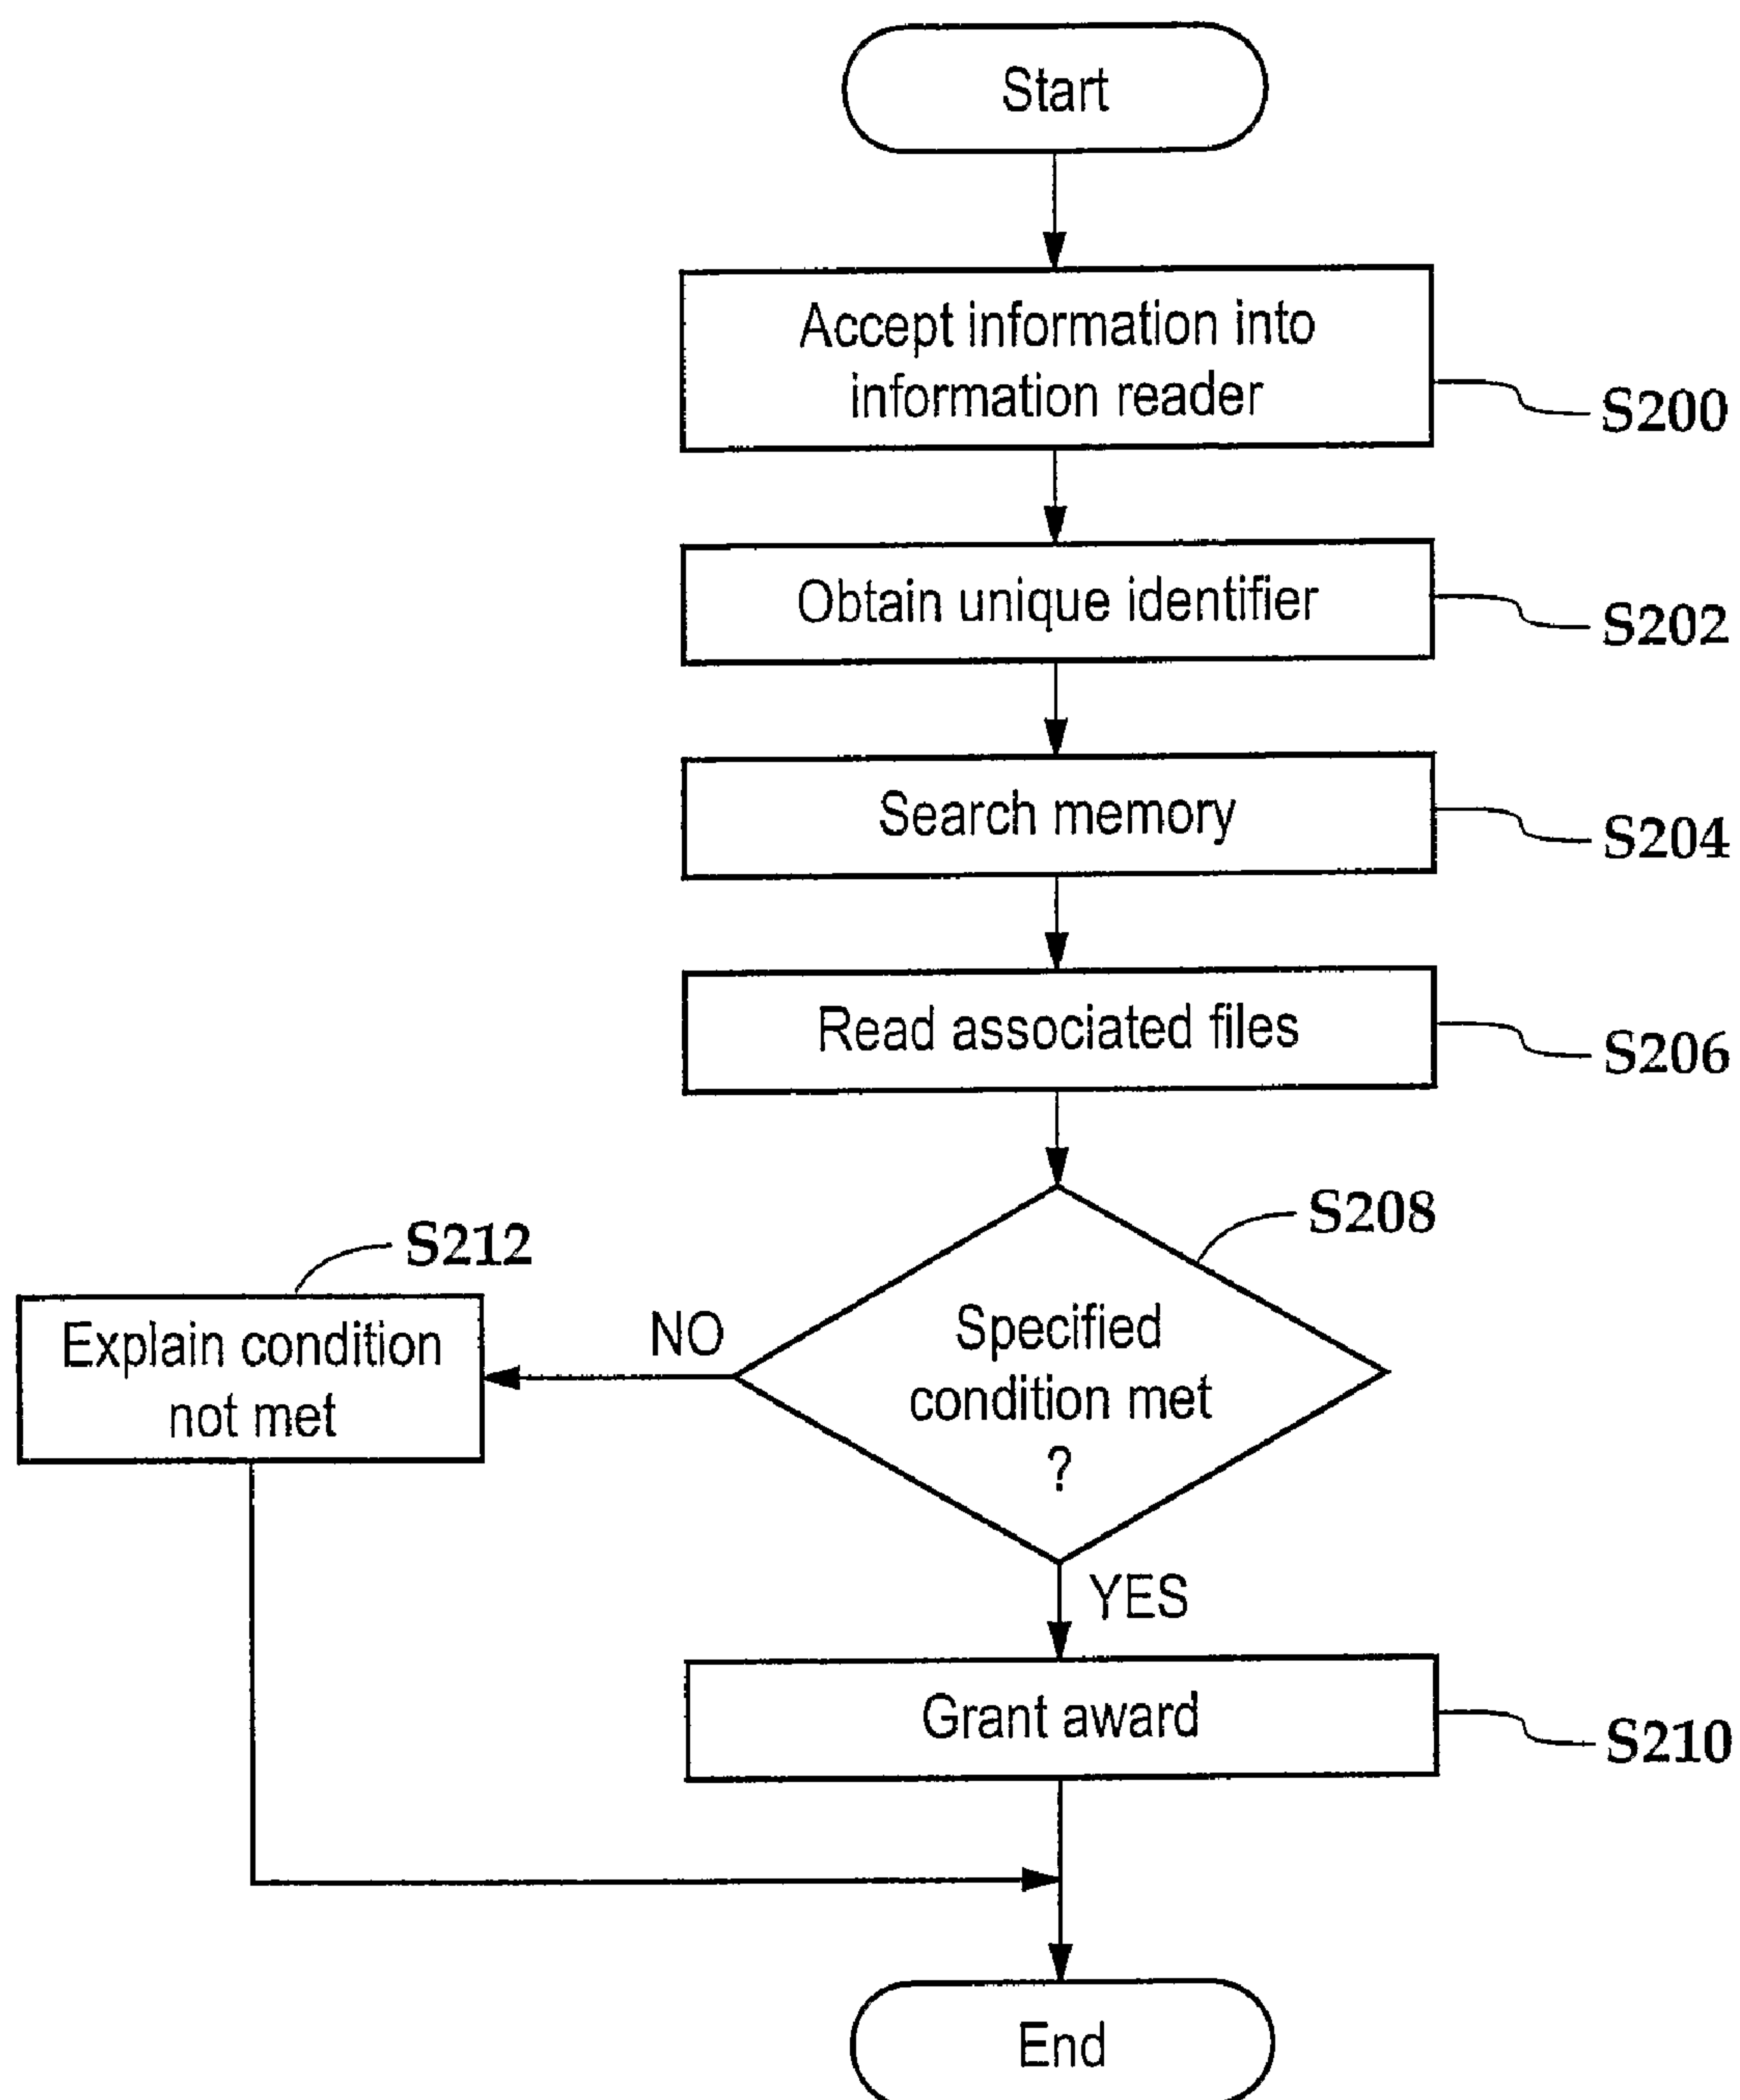 Start
Accept information into
information reader
S200
Obtain unique identifier
S202
Search memory
S204
Read associated files
S206
S208
S212
Specified
condition met
?
NO
Explain condition
not met
YES
Grant award
S210
End